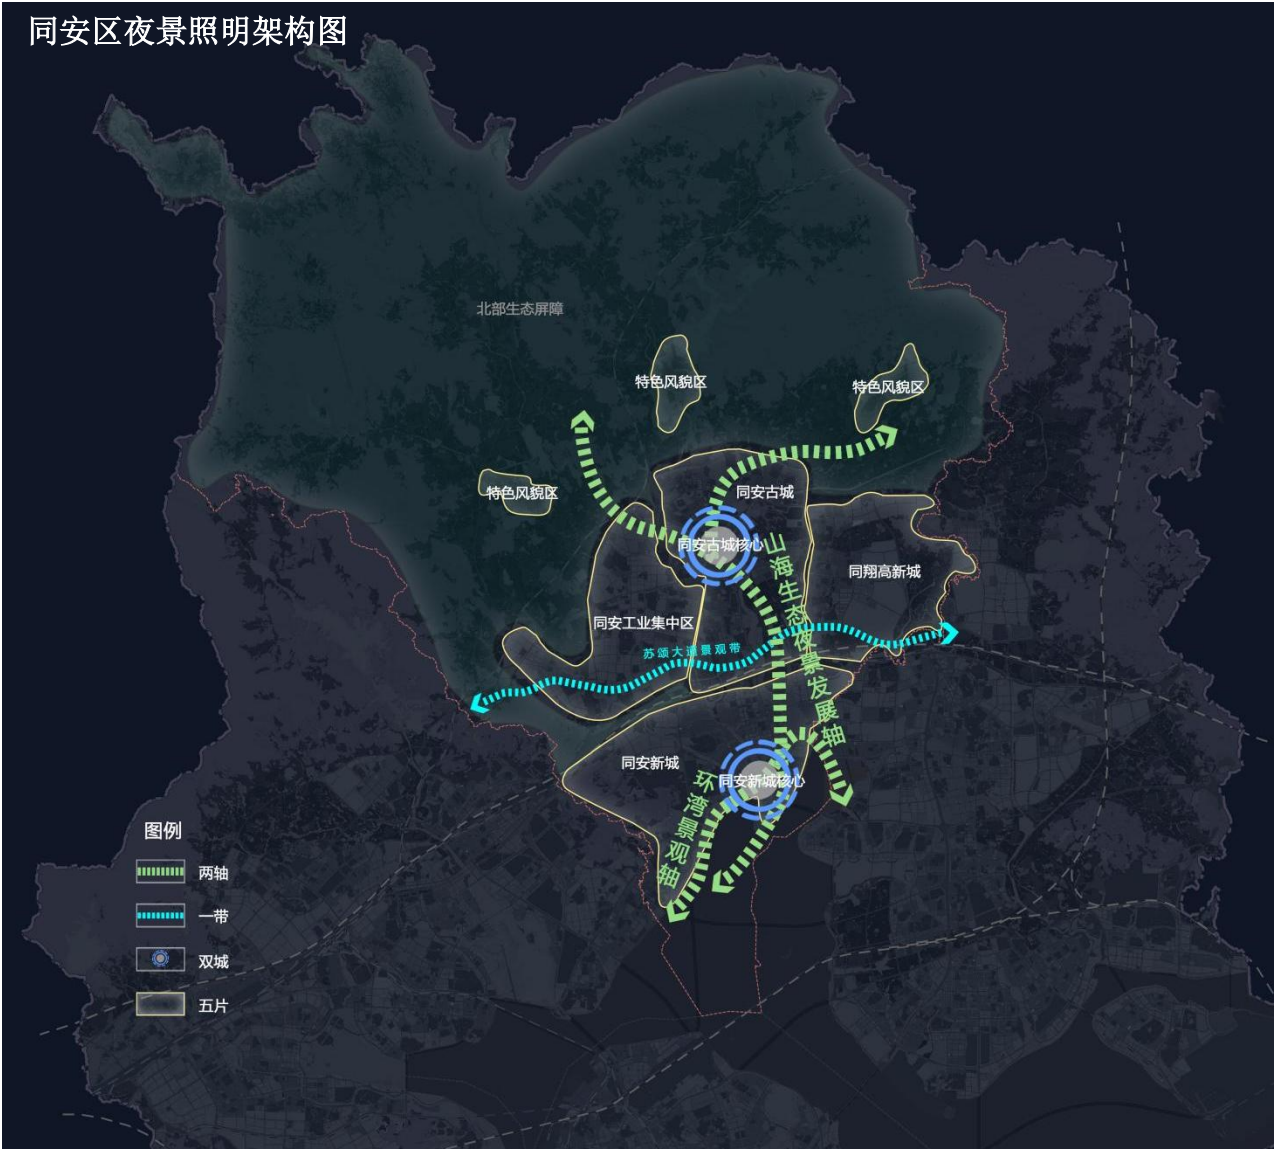 同安区夜景照明架构图
北部生态屏障
特色风貌区
特色风貌区
特色风貌区
同安古城
同安古城核心
山海生态夜景发展轴
同翔高新城
同安工业集中区
苏颂大道景观带
同安新城
同安新城核心
环湾景观轴
图例
两轴
一带
双城
五片